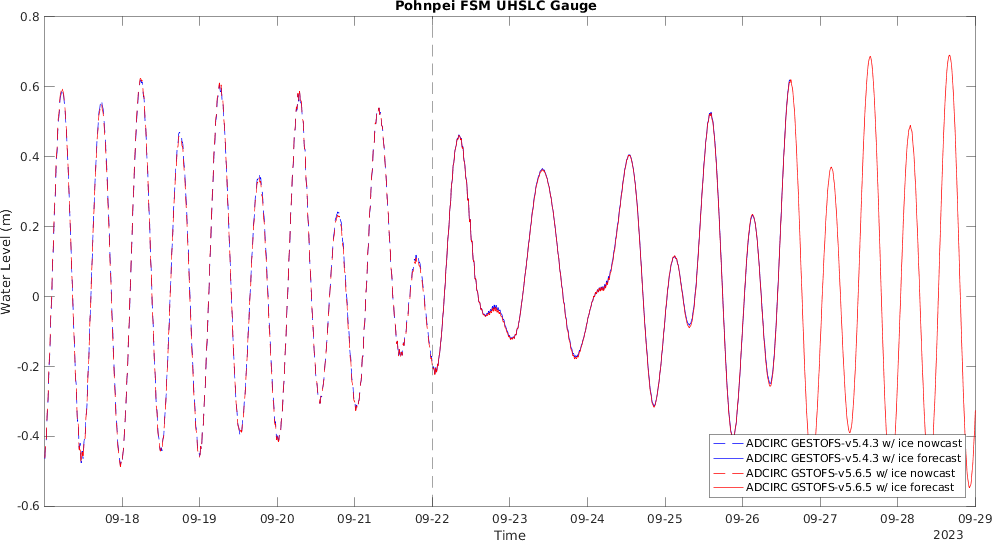 Pohnpei FSM UHSLC Gauge
Water Level (m)
0.8
0.6
0.4
0.2
0
-0.2
-0.4
-0.6
ADCIRC GESTOFS-v5.4.3 w/ ice nowcast
ADCIRC GESTOFS-v5.4.3 w/ ice forecast
ADCIRC GSTOFS-v5.6.5 w/ ice nowcast
ADCIRC GSTOFS-v5.6.5 w/ ice forecast
09-18 09-19 09-20 09-21 09-22 09-23 09-24 09-25 09-26 09-27 09-28 09-29
Time
2023